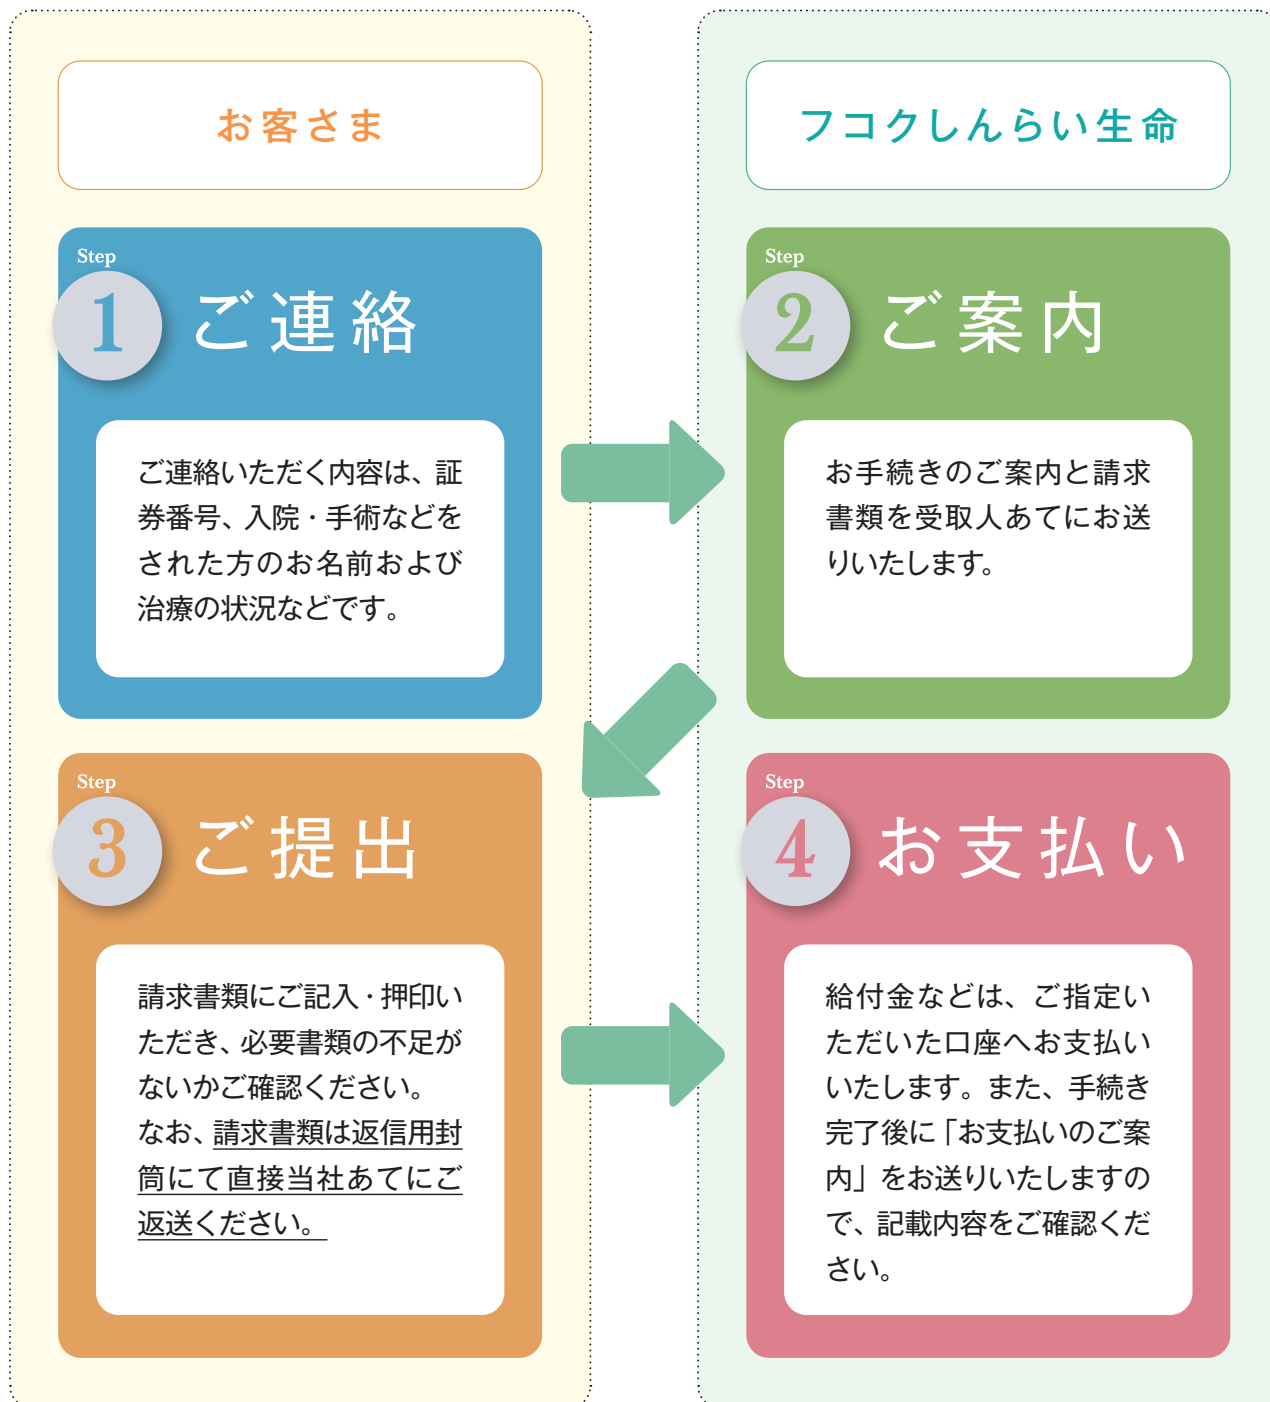 お客さま
フコクしんらい生命
Step
1
ご連絡
ご連絡いただく内容は、証
券番号、入院・手術などを
された方のお名前および
治療の状況などです。
Step
2
ご案内
お手続きのご案内と請求
書類を受取人あてにお送
りいたします。
Step
3
ご提出
請求書類にご記入・押印い
ただき、必要書類の不足が
ないかご確認ください。
なお、請求書類は返信用封
筒にて直接当社あてにご
返送ください。
Step
4
お支払い
給付金などは、ご指定い
ただいた口座へお支払い
いたします。また、手続き
完了後に「お支払いのご案
内」をお送りいたしますの
で、記載内容をご確認くだ
さい。